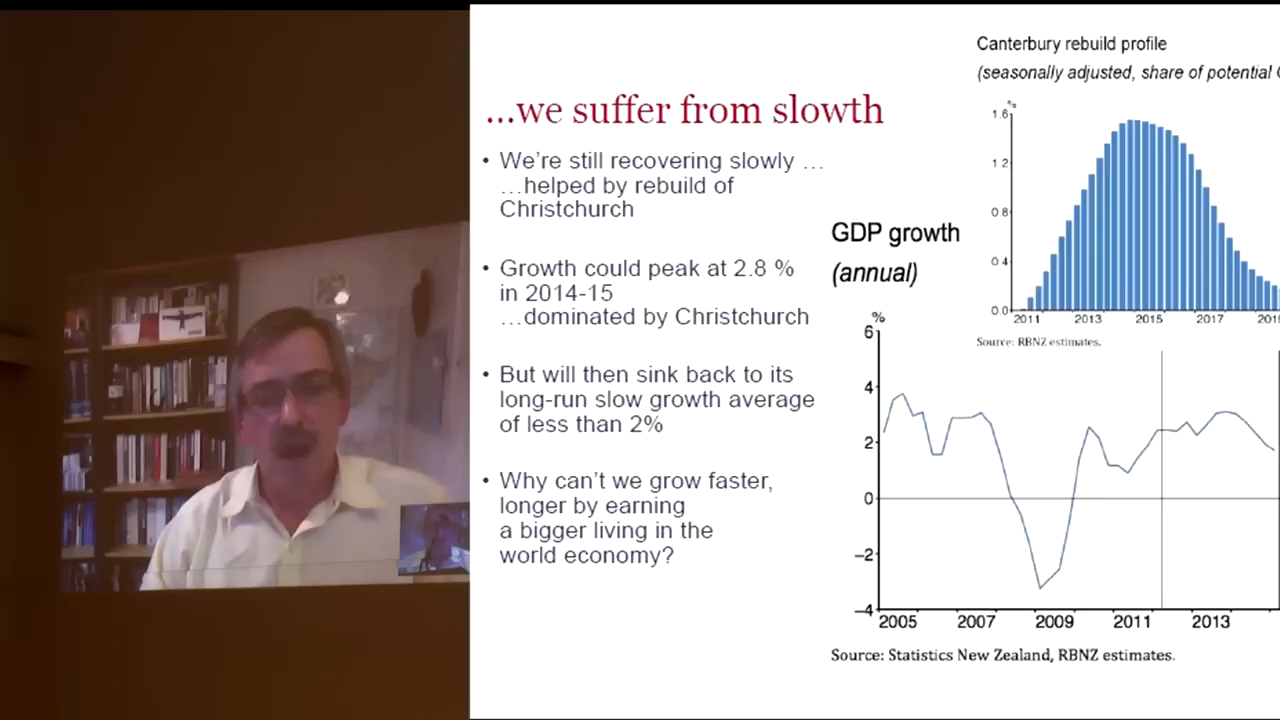 …we suffer from slowth
• We’re still recovering slowly …
…helped by rebuild of
Christchurch
• Growth could peak at 2.8 %
in 2014-15
…dominated by Christchurch
• But will then sink back to its
long-run slow growth average
of less than 2%
• Why can’t we grow faster,
longer by earning
a bigger living in the
world economy?
Canterbury rebuild profile
(seasonally adjusted, share of potential
%
1.6
1.2
0.8
0.4
0.0
2011 2013 2015 2017 2019
Source: RBNZ estimates.
GDP growth
(annual)
%
6
4
2
0
−2
−4
2005 2007 2009 2011 2013
Source: Statistics New Zealand, RBNZ estimates.